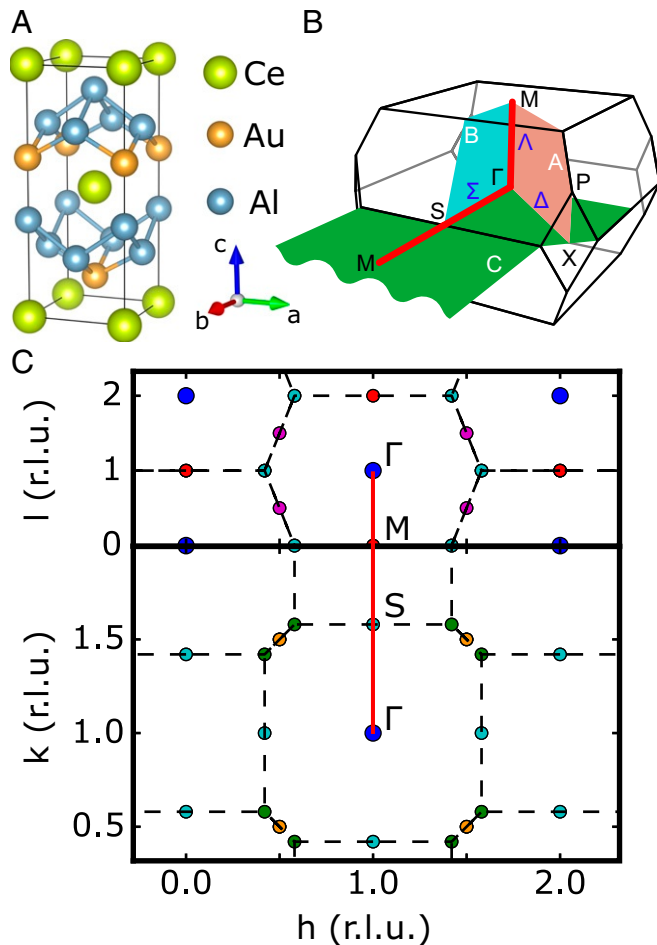 A
Ce
Au
Al
c
b
a
B
M
B
Λ
A
Γ
P
Σ
Δ
S
X
M
C
C
l (r.l.u.)
2
1
0
Γ
M
k (r.l.u.)
1.5
1.0
0.5
S
Γ
0.0
1.0
2.0
h (r.l.u.)